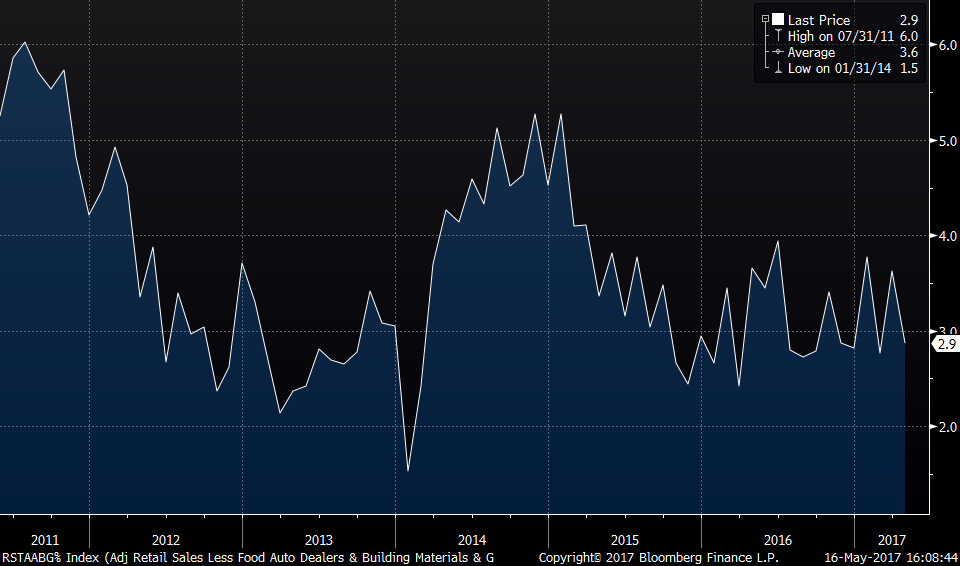 Last Price 2.9
High on 07/31/11 6.0
Average 3.6
Low on 01/31/14 1.5
6.0
5.0
4.0
3.0
2.9
2.0
2011 2012 2013 2014 2015 2016 2017
RSTAABG% Index (Adj Retail Sales Less Food Auto Dealers & Building Materials & G Copyright© 2017 Bloomberg Finance L.P. 16-May-2017 16:08:44